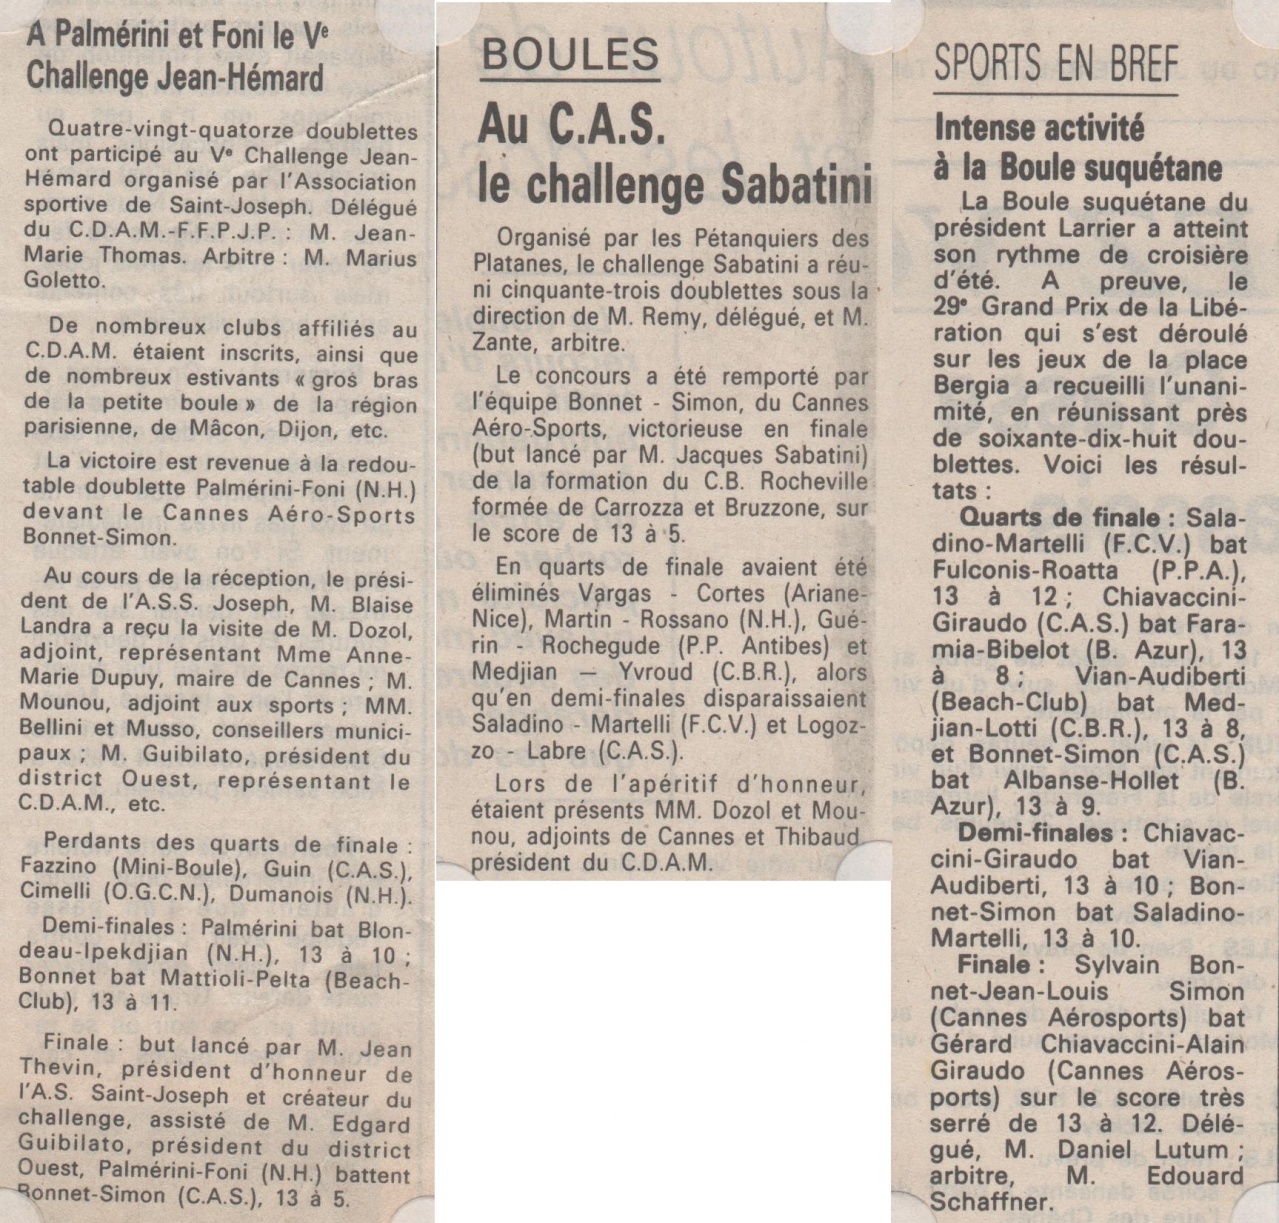 A Palmérini et Foni le Vᵉ
Challenge Jean-Hémard
Quatre-vingt-quatorze doublettes
ont participé au Vᵉ Challenge Jean-
Hémard organisé par l'Association
sportive de Saint-Joseph. Délégué
du C.D.A.M.-F.F.P.J.P. : M. Jean-
Marie Thomas. Arbitre : M. Marius
Goletto.
De nombreux clubs affiliés au
C.D.A.M. étaient inscrits, ainsi que
de nombreux estivants « gros bras
de la petite boule » de la région
parisienne, de Mâcon, Dijon, etc.
La victoire est revenue à la redou-
table doublette Palmérini-Foni (N.H.)
devant le Cannes Aéro-Sports
Bonnet-Simon.
Au cours de la réception, le prési-
dent de l'A.S.S. Joseph, M. Blaise
Landra a reçu la visite de M. Dozol,
adjoint, représentant Mme Anne-
Marie Dupuy, maire de Cannes ; M.
Mounou, adjoint aux sports ; MM.
Bellini et Musso, conseillers munici-
paux ; M. Guibilato, président du
district Ouest, représentant le
C.D.A.M., etc.
Perdants des quarts de finale :
Fazzino (Mini-Boule), Guin (C.A.S.),
Cimelli (O.G.C.N.), Dumanois (N.H.).
Demi-finales : Palmérini bat Blon-
deau-Ipekdjian (N.H.), 13 à 10 ;
Bonnet bat Mattioli-Pelta (Beach-
Club), 13 à 11.
Finale : but lancé par M. Jean
Thevin, président d'honneur de
l'A.S. Saint-Joseph et créateur du
challenge, assisté de M. Edgard
Guibilato, président du district
Ouest, Palmérini-Foni (N.H.) battent
Bonnet-Simon (C.A.S.), 13 à 5.
BOULES
Au C.A.S.
le challenge Sabatini
Organisé par les Pétanquiers des
Platanes, le challenge Sabatini a réu-
ni cinquante-trois doublettes sous la
direction de M. Remy, délégué, et M.
Zante, arbitre.
Le concours a été remporté par
l'équipe Bonnet - Simon, du Cannes
Aéro-Sports, victorieuse en finale
(but lancé par M. Jacques Sabatini)
de la formation du C.B. Rocheville
formée de Carrozza et Bruzzone, sur
le score de 13 à 5.
En quarts de finale avaient été
éliminés Vargas - Cortes (Ariane-
Nice), Martin - Rossano (N.H.), Gué-
rin - Rochegude (P.P. Antibes) et
Medjian — Yvroud (C.B.R.), alors
qu'en demi-finales disparaissaient
Saladino - Martelli (F.C.V.) et Logoz-
zo - Labre (C.A.S.).
Lors de l'apéritif d'honneur,
étaient présents MM. Dozol et Mou-
nou, adjoints de Cannes et Thibaud
président du C.D.A.M.
SPORTS EN BREF
Intense activité
à la Boule suquétane
La Boule suquétane du
président Larrier a atteint
son rythme de croisière
d'été. A preuve, le
29ᵉ Grand Prix de la Libé-
ration qui s'est déroulé
sur les jeux de la place
Bergia a recueilli l'unani-
mité, en réunissant près
de soixante-dix-huit dou-
blettes. Voici les résul-
tats :
Quarts de finale : Sala-
dino-Martelli (F.C.V.) bat
Fulconis-Roatta (P.P.A.),
13 à 12 ; Chiavaccini-
Giraudo (C.A.S.) bat Fara-
mia-Bibelot (B. Azur), 13
à 8 ; Vian-Audiberti
(Beach-Club) bat Med-
jian-Lotti (C.B.R.), 13 à 8,
et Bonnet-Simon (C.A.S.)
bat Albanse-Hollet (B.
Azur), 13 à 9.
Demi-finales : Chiavac-
cini-Giraudo bat Vian-
Audiberti, 13 à 10 ; Bon-
net-Simon bat Saladino-
Martelli, 13 à 10.
Finale : Sylvain Bon-
net-Jean-Louis Simon
(Cannes Aérosports) bat
Gérard Chiavaccini-Alain
Giraudo (Cannes Aéros-
ports) sur le score très
serré de 13 à 12. Délé-
gué, M. Daniel Lutum ;
arbitre, M. Edouard
Schaffner.